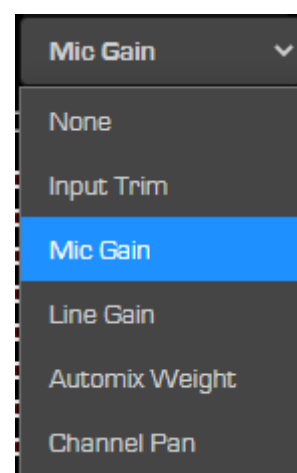 Mic Gain
None
Input Trim
Mic Gain
Line Gain
Automix Weight
Channel Pan